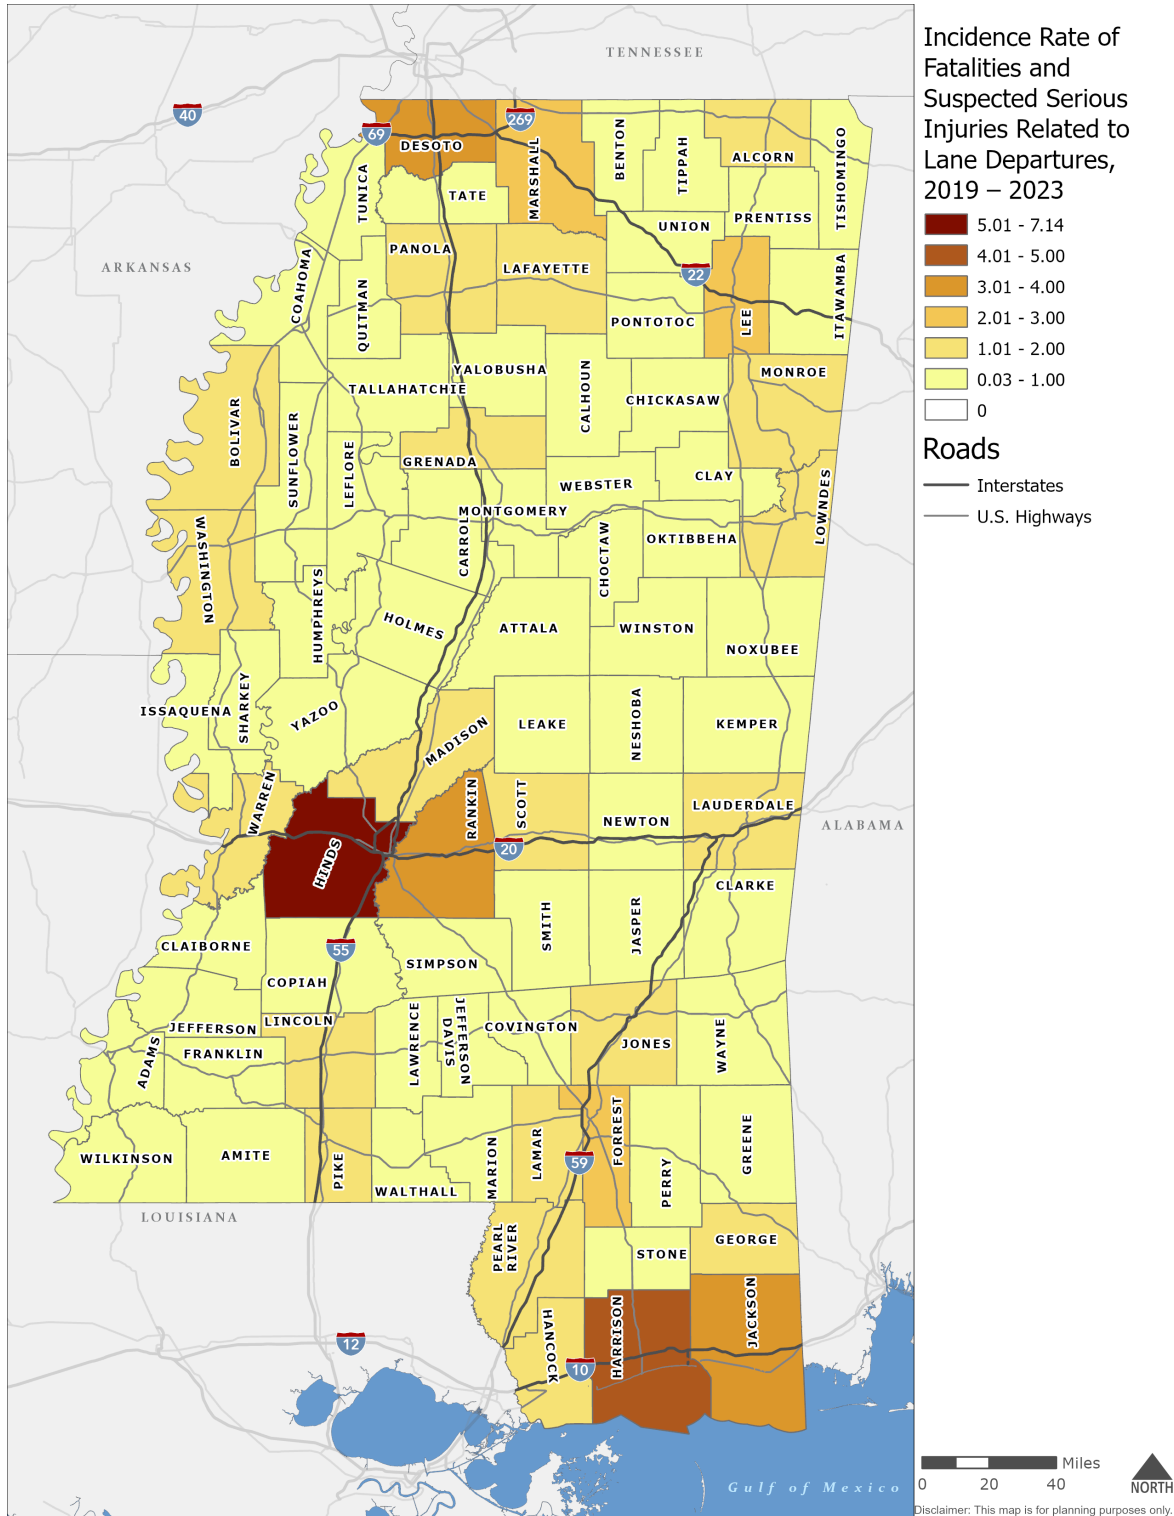 Incidence Rate of
Fatalities and
Suspected Serious
Injuries Related to
Lane Departures,
2019 – 2023
5.01 - 7.14
4.01 - 5.00
3.01 - 4.00
2.01 - 3.00
1.01 - 2.00
0.03 - 1.00
0
Roads
Interstates
U.S. Highways
TENNESSEE
40
69
269
DESOTO
MARSHALL
BENTON
TIPPAH
ALCORN
TISHOMINGO
TUNICA
TATE
PRENTISS
UNION
PANOLA
LAFAYETTE
ARKANSAS
22
COAHOMA
QUITMAN
PONTOTOC
LEE
ITAWAMBA
YALOBUSHA
TALLAHATCHIE
CALHOUN
CHICKASAW
MONROE
BOLIVAR
SUNFLOWER
LEFLORE
GRENADA
WEBSTER
CLAY
LOWNDES
WASHINGTON
CARROLL
MONTGOMERY
CHOCTAW
OKTIBBEHA
HUMPHREYS
HOLMES
ATTALA
WINSTON
NOXUBEE
ISSAQUENA
SHARKEY
YAZOO
MADISON
LEAKE
NESHOBA
KEMPER
WARREN
HINDS
RANKIN
SCOTT
NEWTON
LAUDERDALE
20
ALABAMA
CLARKE
CLAIBORNE
55
COPIAH
SIMPSON
SMITH
JASPER
JEFFERSON
LINCOLN
LAWRENCE
JEFFERSON
DAVIS
COVINGTON
JONES
WAYNE
ADAMS
FRANKLIN
WILKINSON
AMITE
PIKE
WALTHALL
MARION
LAMAR
59
FORREST
PERRY
GREENE
LOUISIANA
PEARL
RIVER
STONE
GEORGE
HANCOCK
HARRISON
JACKSON
12
10
Gulf of Mexico
Miles
0 20 40
NORTH
Disclaimer: This map is for planning purposes only.